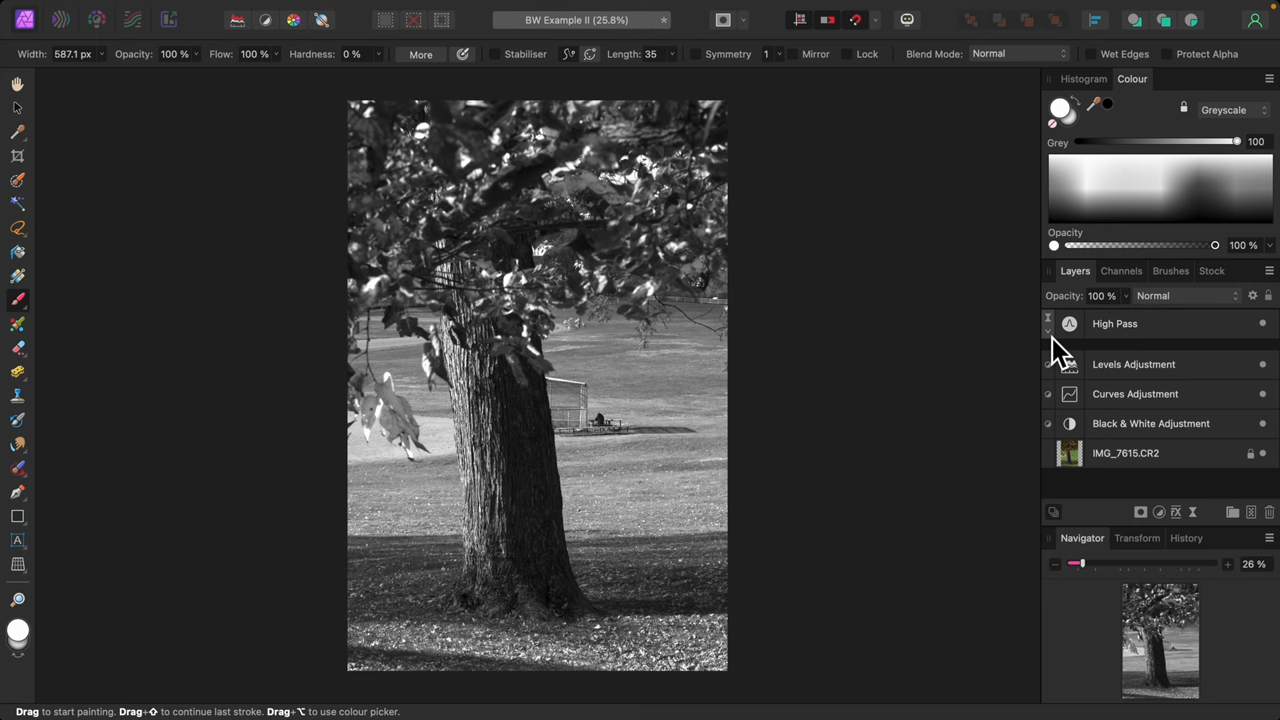 BW Example II (25.8%)
Width: 587.1 px Opacity: 100 % Flow: 100 % Hardness: 0 % More Stabiliser Length: 35 Symmetry 1 Mirror Lock Blend Mode: Normal Wet Edges Protect Alpha
Histogram Colour
Greyscale
Grey 100
Opacity
100 %
Layers Channels Brushes Stock
Opacity: 100 % Normal
High Pass
Levels Adjustment
Curves Adjustment
Black & White Adjustment
IMG_7615.CR2
Navigator Transform History
26 %
Drag to start painting. Drag+⇧ to continue last stroke. Drag+⌥ to use colour picker.